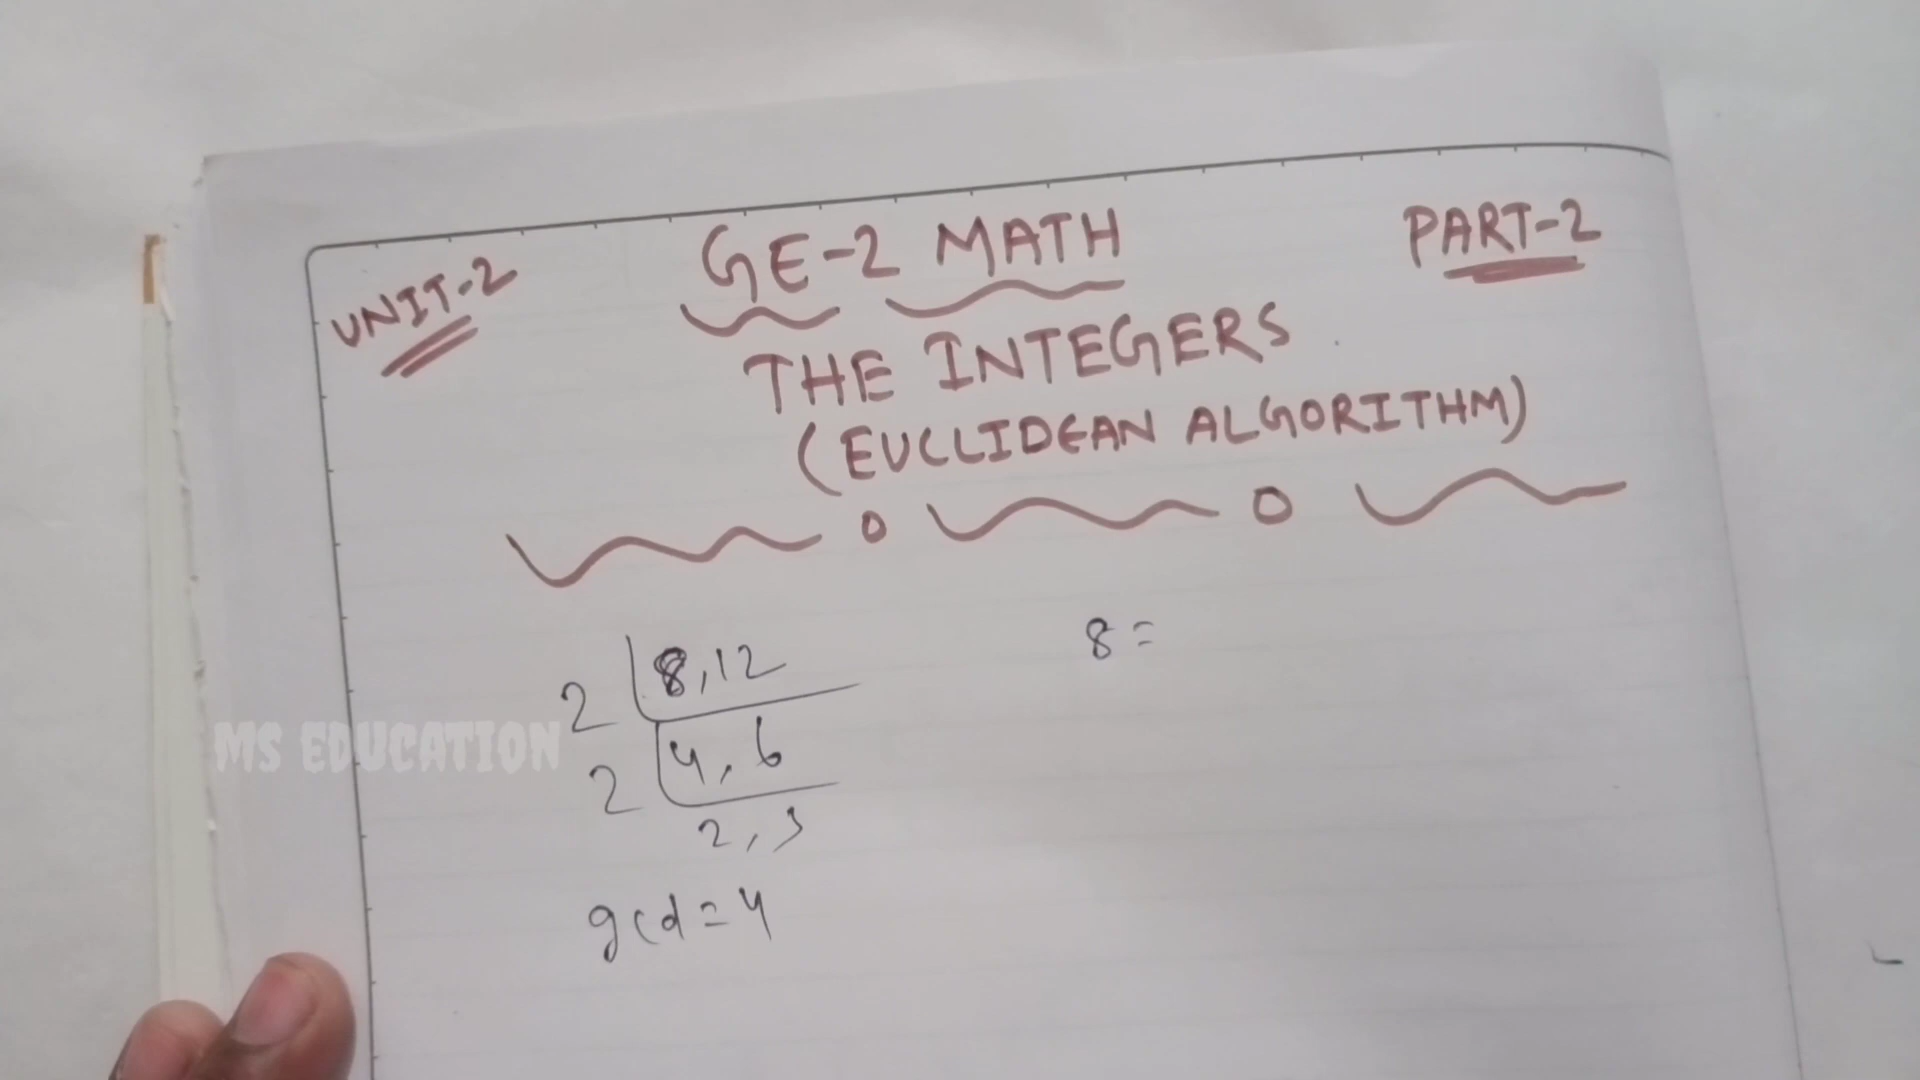 UNIT-2
GE-2 MATH
PART-2
THE INTEGERS
(EUCLIDEAN ALGORITHM)
2 8,12
2 4,6
2,3
gcd=4
8=
MS EDUCATION